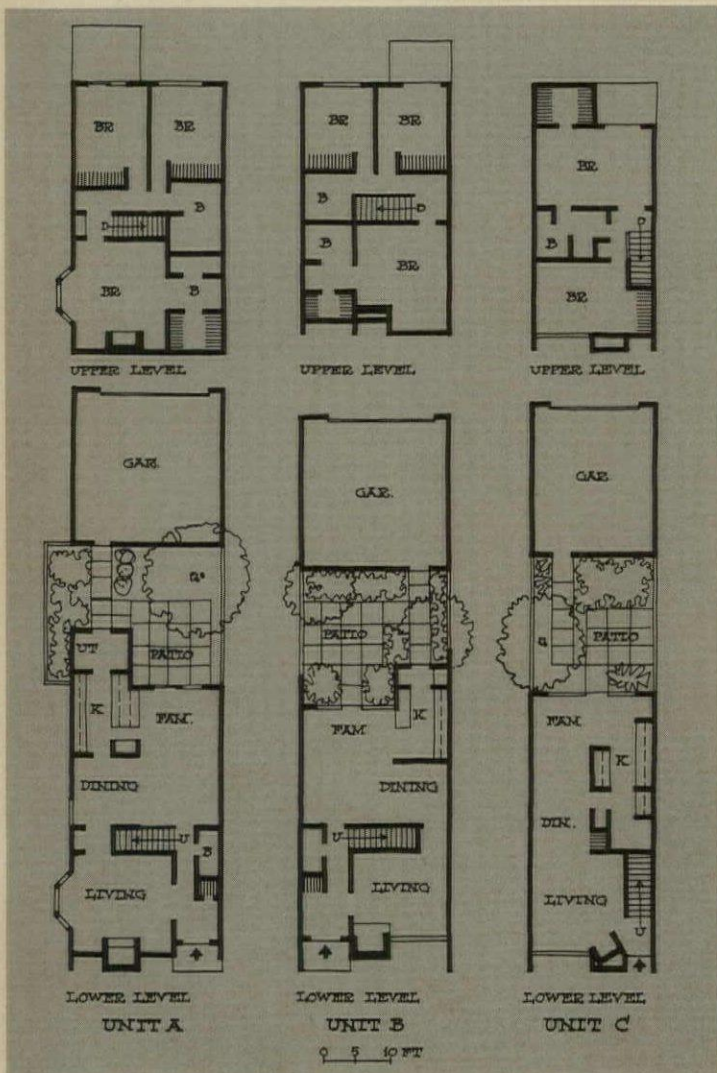 BR BR
D B
BR B
UPPER LEVEL
BR BR
B D
B BR
UPPER LEVEL
BR
B D
BR
UPPER LEVEL
GAR.
UT PATIO
K FAM.
DINING
U B
LIVING
LOWER LEVEL
UNIT A
GAR.
PATIO
FAM K
DINING
U
LIVING
LOWER LEVEL
UNIT B
GAR.
PATIO
FAM.
K
DIN.
LIVING
U
LOWER LEVEL
UNIT C
0 5 10 FT